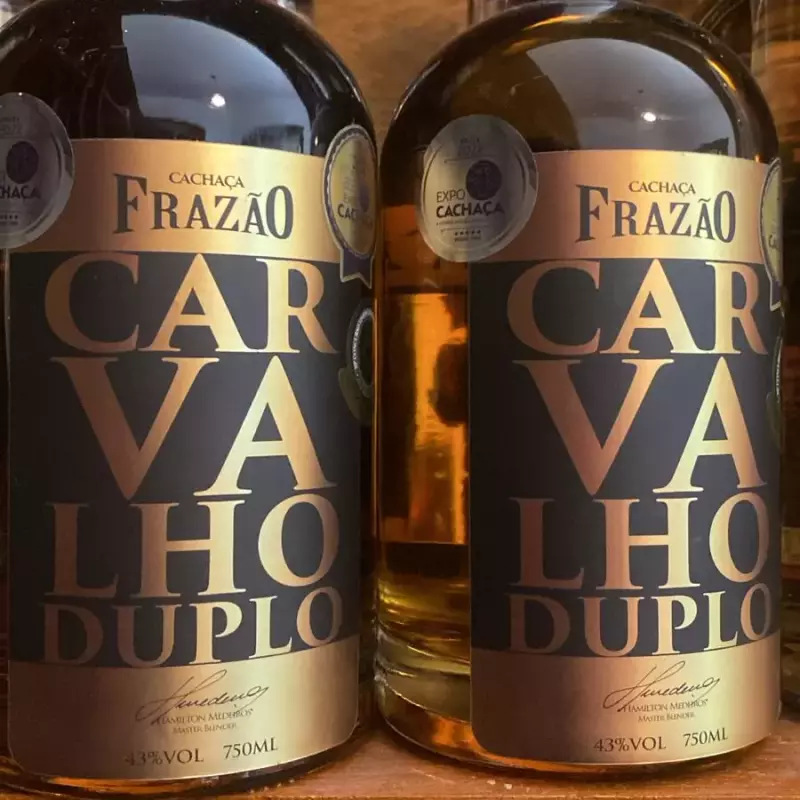 CACHAÇA
FRAZÃO
CAR
VA
LHO
DUPLO
HAMILTON MEDEIROS
MASTER BLENDER
43%VOL 750ML
CACHAÇA
EXPO
CACHAÇA
CACHAÇA
FRAZÃO
CAR
VA
LHO
DUPLO
HAMILTON MEDEIROS
MASTER BLENDER
43%VOL 750ML